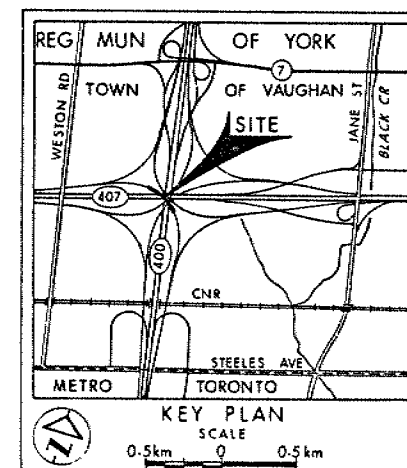 REG MUN OF YORK
7
TOWN OF VAUGHAN
WESTON RD
JANE ST
BLACK CR
SITE
407
400
CNR
STEELES AVE
METRO TORONTO
KEY PLAN
SCALE
0·5km 0 0·5km
N